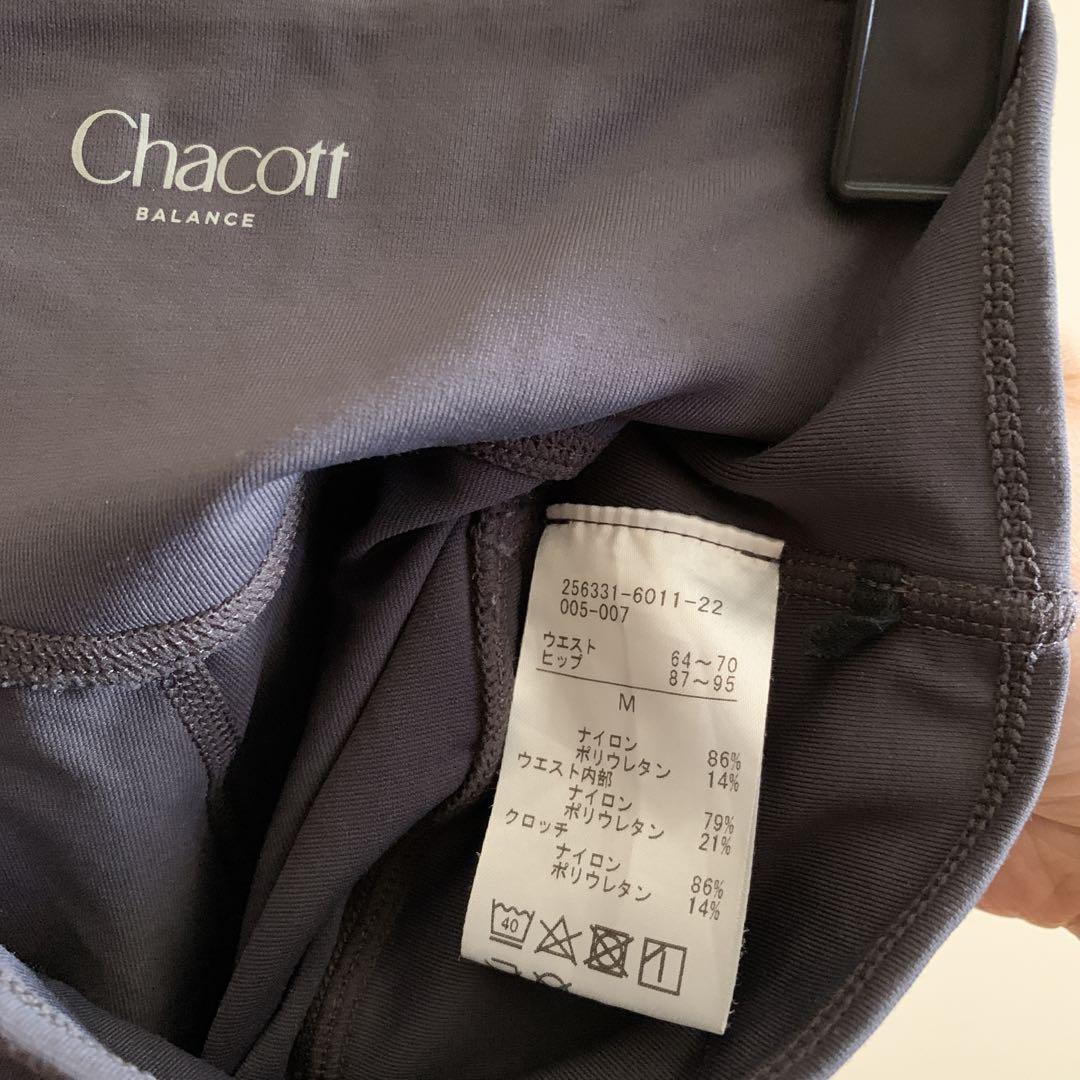 Chacott
BALANCE
256331-6011-22
005-007
ウエスト 64～70
ヒップ 87～95
M
ナイロン 86%
ポリウレタン 14%
ウエスト内部
ナイロン 79%
ポリウレタン 21%
クロッチ
ナイロン 86%
ポリウレタン 14%
40